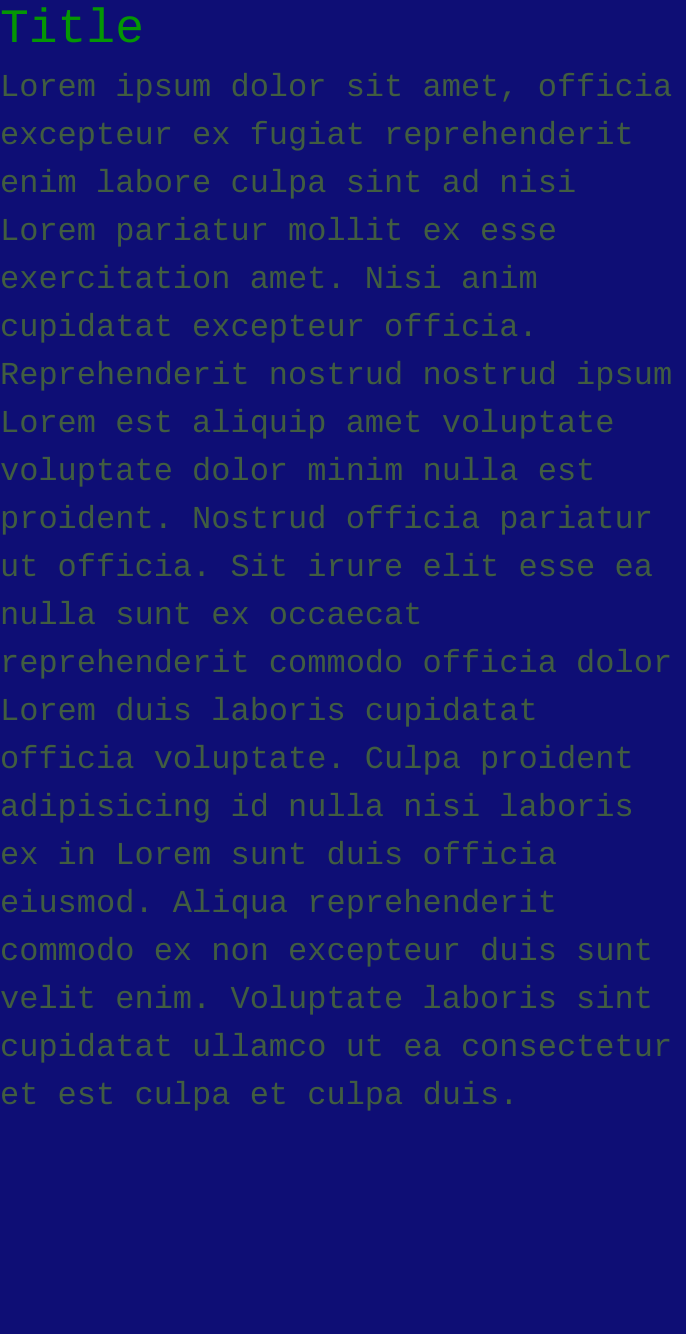 Title
Lorem ipsum dolor sit amet, officia
excepteur ex fugiat reprehenderit
enim labore culpa sint ad nisi
Lorem pariatur mollit ex esse
exercitation amet. Nisi anim
cupidatat excepteur officia.
Reprehenderit nostrud nostrud ipsum
Lorem est aliquip amet voluptate
voluptate dolor minim nulla est
proident. Nostrud officia pariatur
ut officia. Sit irure elit esse ea
nulla sunt ex occaecat
reprehenderit commodo officia dolor
Lorem duis laboris cupidatat
officia voluptate. Culpa proident
adipisicing id nulla nisi laboris
ex in Lorem sunt duis officia
eiusmod. Aliqua reprehenderit
commodo ex non excepteur duis sunt
velit enim. Voluptate laboris sint
cupidatat ullamco ut ea consectetur
et est culpa et culpa duis.